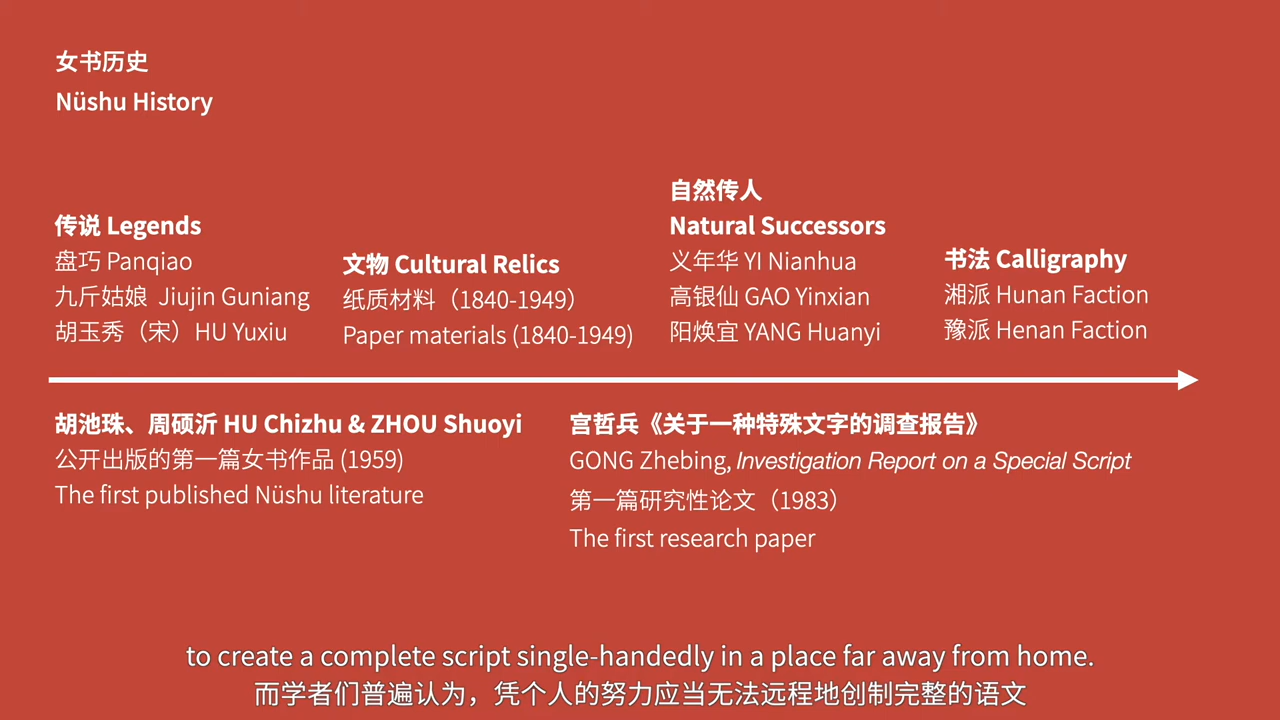 女书历史
Nüshu History
传说 Legends
盘巧 Panqiao
九斤姑娘 Jiujin Guniang
胡玉秀（宋）HU Yuxiu
文物 Cultural Relics
纸质材料（1840-1949）
Paper materials (1840-1949)
自然传人
Natural Successors
义年华 YI Nianhua
高银仙 GAO Yinxian
阳焕宜 YANG Huanyi
书法 Calligraphy
湘派 Hunan Faction
豫派 Henan Faction
胡池珠、周硕沂 HU Chizhu & ZHOU Shuoyi
公开出版的第一篇女书作品 (1959)
The first published Nüshu literature
宫哲兵《关于一种特殊文字的调查报告》
GONG Zhebing, Investigation Report on a Special Script
第一篇研究性论文（1983）
The first research paper
to create a complete script single-handedly in a place far away from home.
而学者们普遍认为，凭个人的努力应当无法远程地创制完整的语文